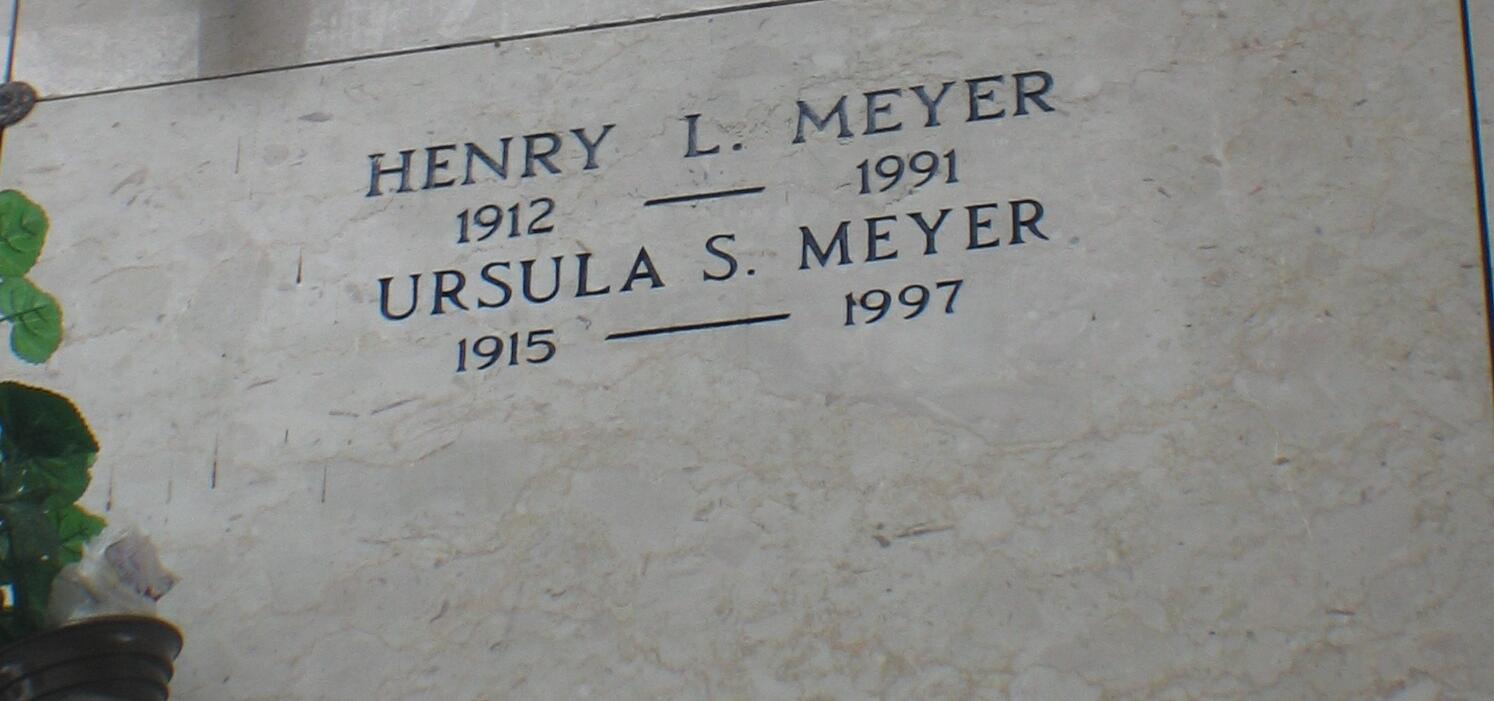 HENRY L. MEYER
1912 — 1991
URSULA S. MEYER
1915 — 1997